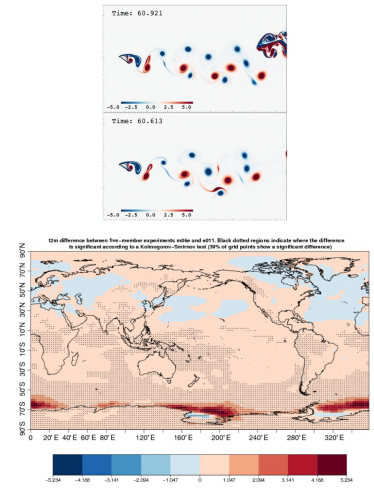 Time: 60.921
-5.0 -2.5 0.0 2.5 5.0
Time: 60.613
-5.0 -2.5 0.0 2.5 5.0
12m difference between five-member experiments m06e and e011. Black dotted regions indicate where the difference
is significant according to a Kolmogorov-Smirnov test (39% of grid points show a significant difference)
90°N
70°N
50°N
30°N
10°N
10°S
30°S
50°S
70°S
90°S
0 20°E 40°E 60°E 80°E 120°E 160°E 200°E 240°E 280°E 320°E
-5.234 -4.188 -3.141 -2.094 -1.047 0 1.047 2.094 3.141 4.188 5.234